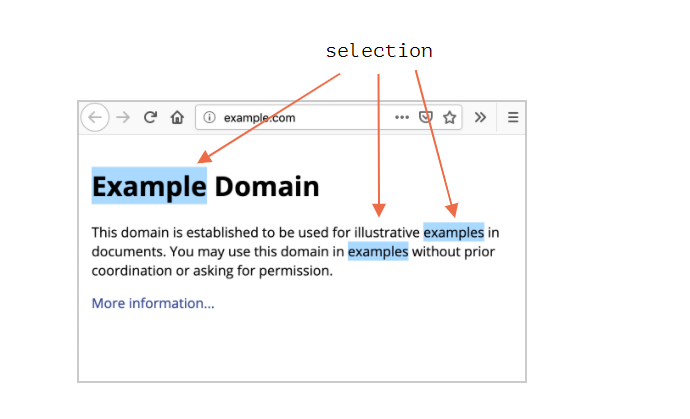 selection
example.com
Example Domain
This domain is established to be used for illustrative examples in
documents. You may use this domain in examples without prior
coordination or asking for permission.
More information...